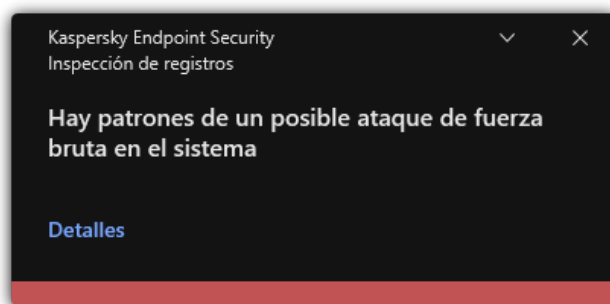 Kaspersky Endpoint Security
Inspección de registros
Hay patrones de un posible ataque de fuerza
bruta en el sistema
Detalles